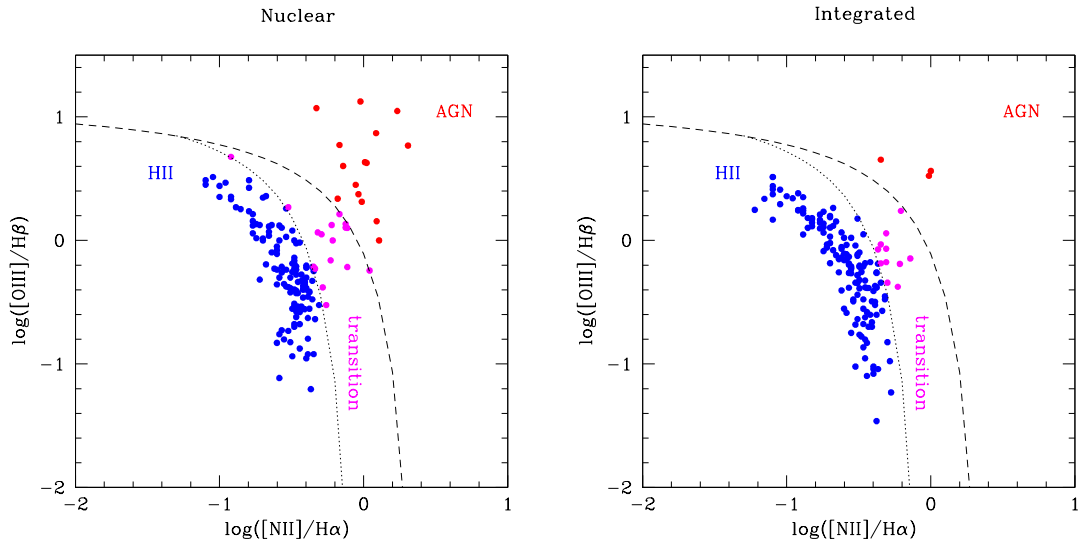 Nuclear
1
0
−1
−2
−2
−1
0
1
log([OIII]/Hβ)
log([NII]/Hα)
HII
AGN
transition
Integrated
1
0
−1
−2
−2
−1
0
1
log([OIII]/Hβ)
log([NII]/Hα)
HII
AGN
transition